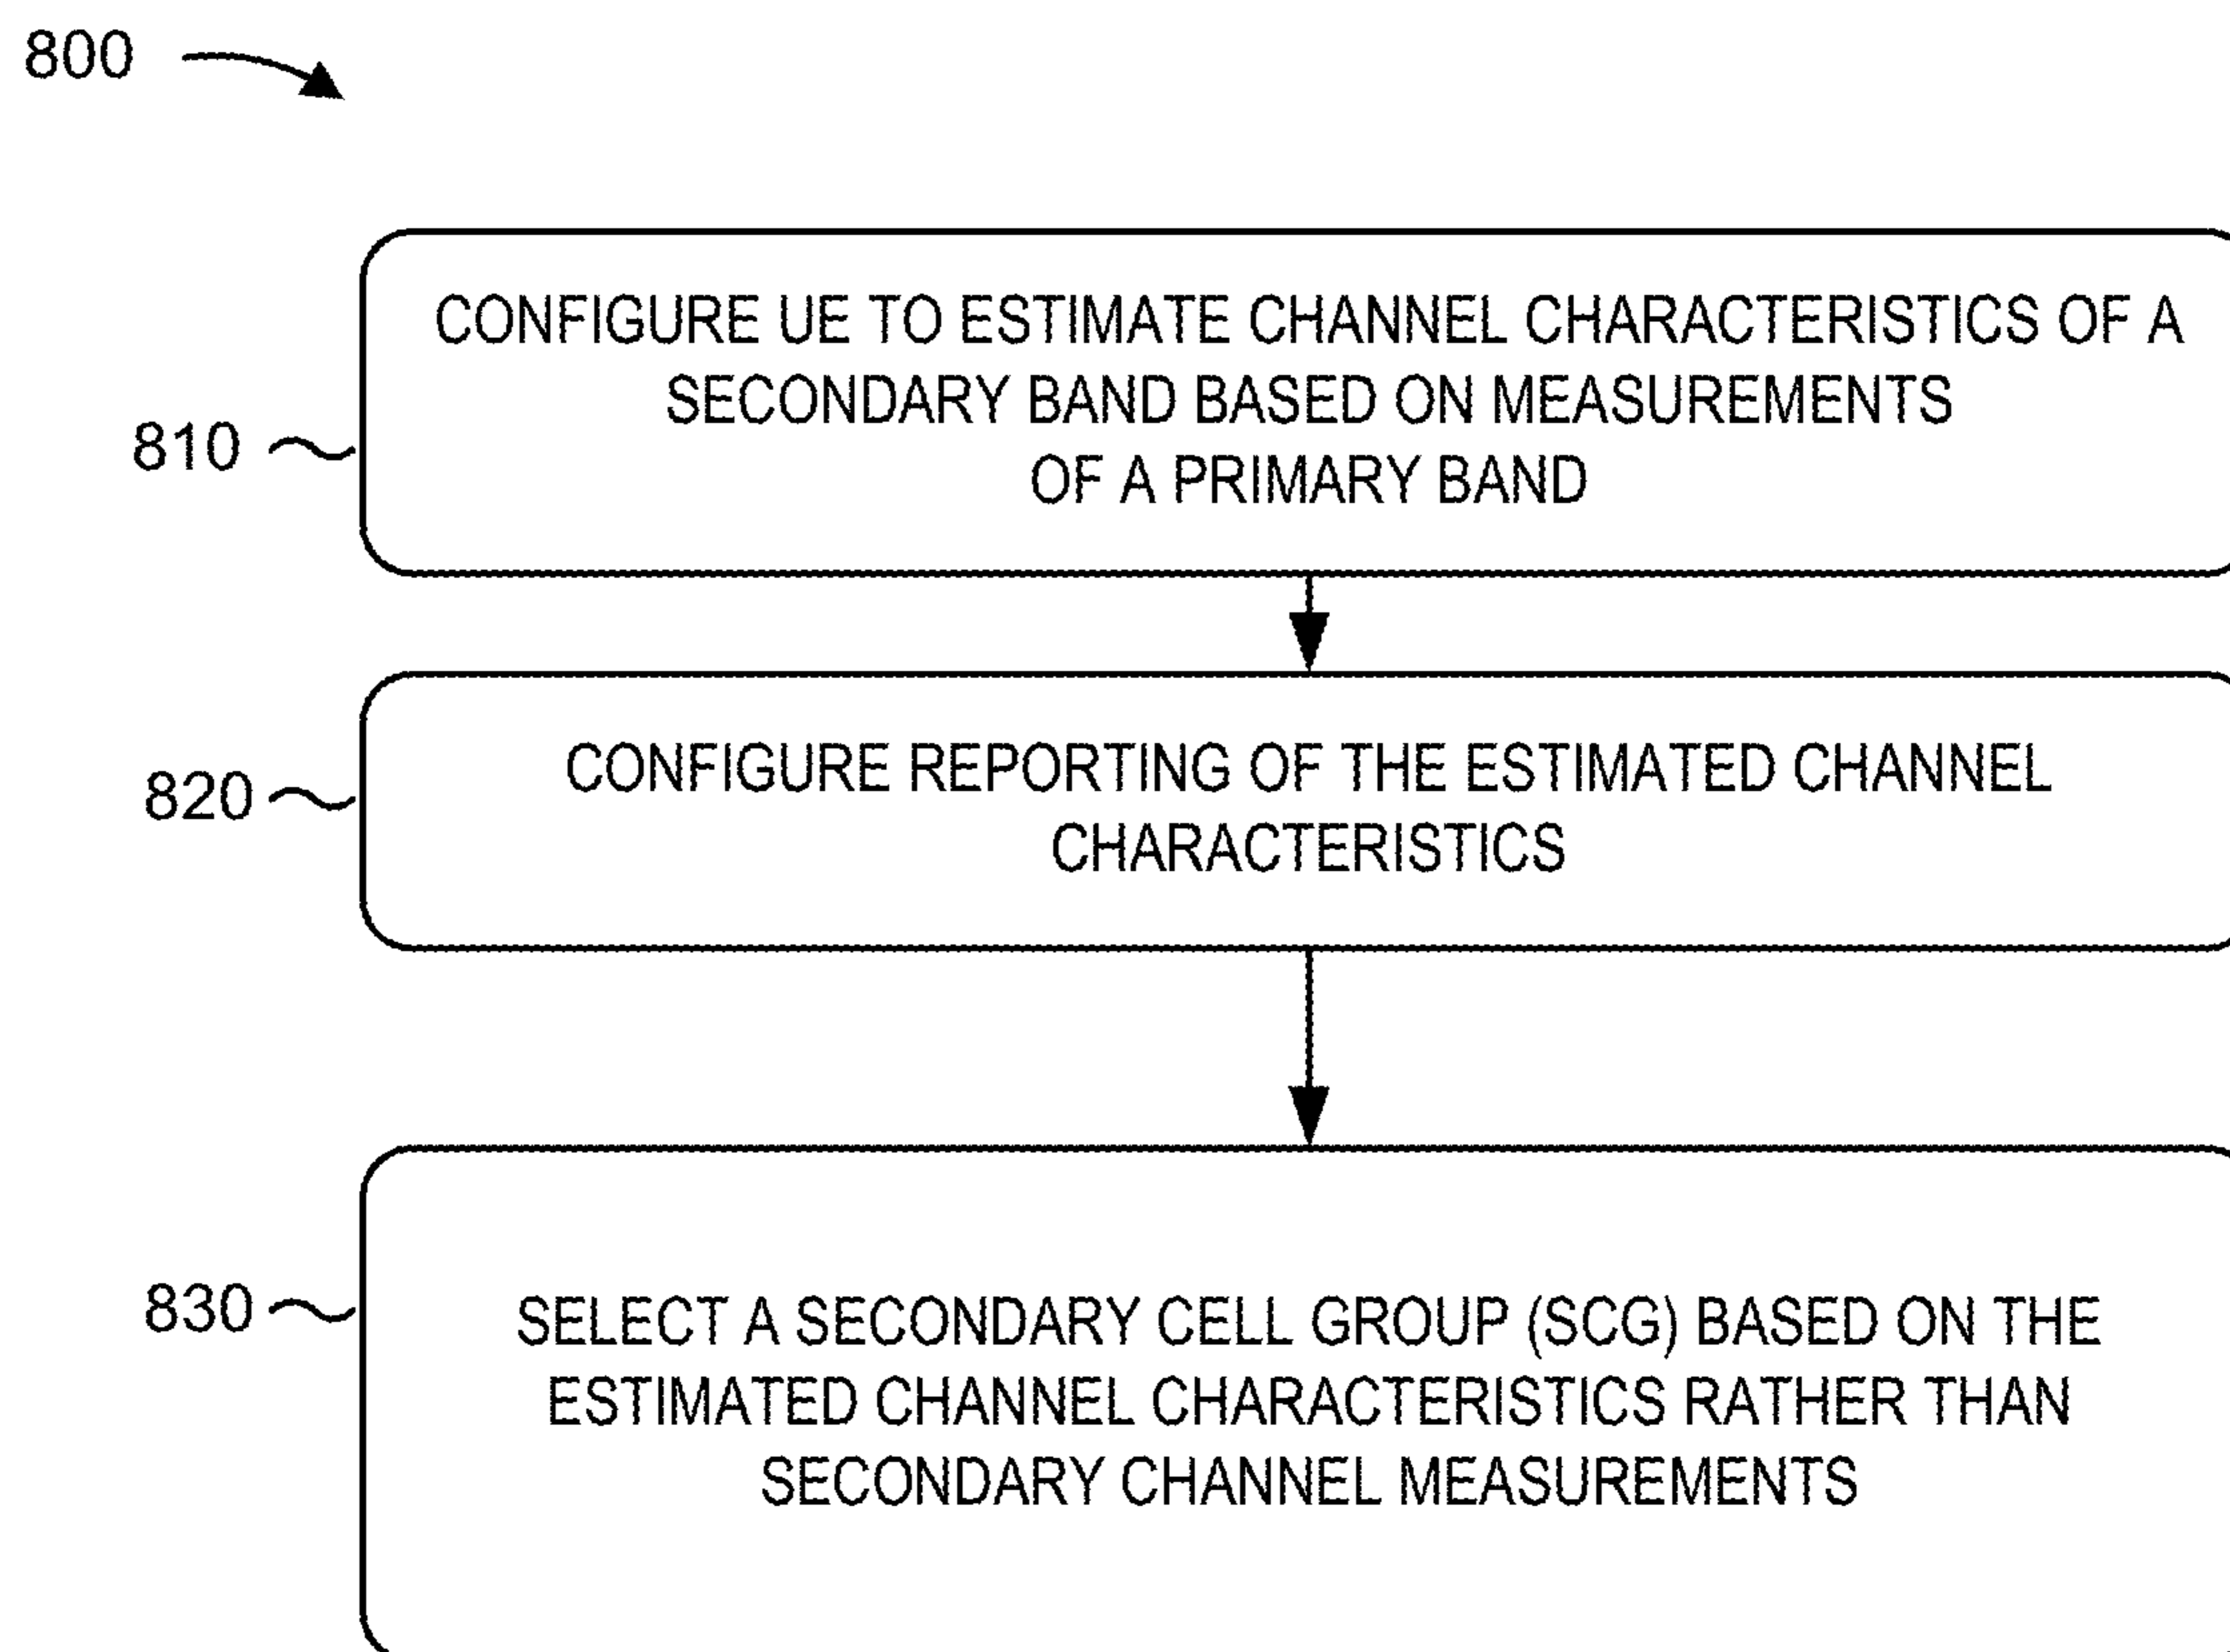 800
CONFIGURE UE TO ESTIMATE CHANNEL CHARACTERISTICS OF A
SECONDARY BAND BASED ON MEASUREMENTS
OF A PRIMARY BAND
810
CONFIGURE REPORTING OF THE ESTIMATED CHANNEL
CHARACTERISTICS
820
SELECT A SECONDARY CELL GROUP (SCG) BASED ON THE
ESTIMATED CHANNEL CHARACTERISTICS RATHER THAN
SECONDARY CHANNEL MEASUREMENTS
830